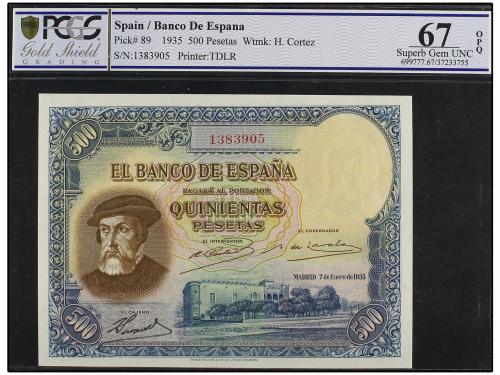 PCGS
Gold Shield
GRADING
Spain / Banco De Espana
Pick# 89 1935 500 Pesetas Wtmk: H. Cortez
S/N:1383905 Printer:TDLR
67
OPQ
Superb Gem UNC
699777.67/37233755
500
1383905
EL BANCO DE ESPAÑA
PAGARÁ AL PORTADOR
QUINIENTAS
PESETAS
EL INTERVENTOR
EL GOBERNADOR
MADRID 7 de Enero de 1935
EL CAJERO
500
500